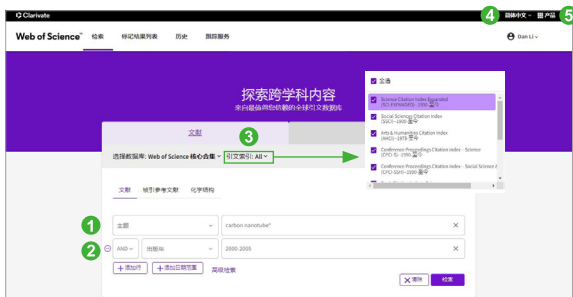 Clarivate
4 简体中文 产品 5
Web of Science™ 检索 标记结果列表 历史 跟踪服务 Dan Li
探索跨学科内容
来自最值得您信赖的全球引文数据库
全选
Science Citation Index Expanded
(SCI-EXPANDED)--1900-至今
Social Sciences Citation Index
(SSCI)--1900-至今
Arts & Humanities Citation Index
(AHCI)--1975-至今
Conference Proceedings Citation Index - Science
(CPCI-S)--1990-至今
Conference Proceedings Citation Index - Social Science &
(CPCI-SSH)--1990-至今
文献
3
选择数据库: Web of Science 核心合集 引文索引: All
文献 被引参考文献 化学结构
1 主题 carbon nanotube*
2 AND 出版年 2000-2005
+ 添加行 + 添加日期范围 高级检索
× 清除 检索